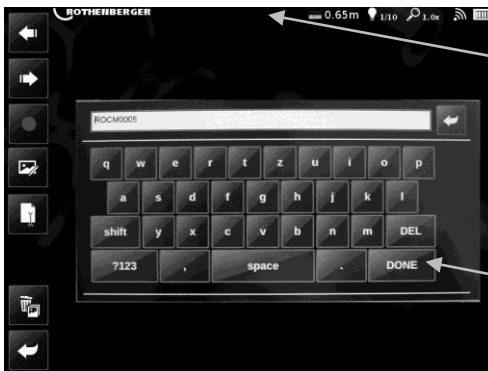 ROTHENBERGER 0.65m 1/10 1.0x
ROCM0005
q w e r t z u i o p
a s d f g h j k l
shift y x c v b n m DEL
?123 , space . DONE